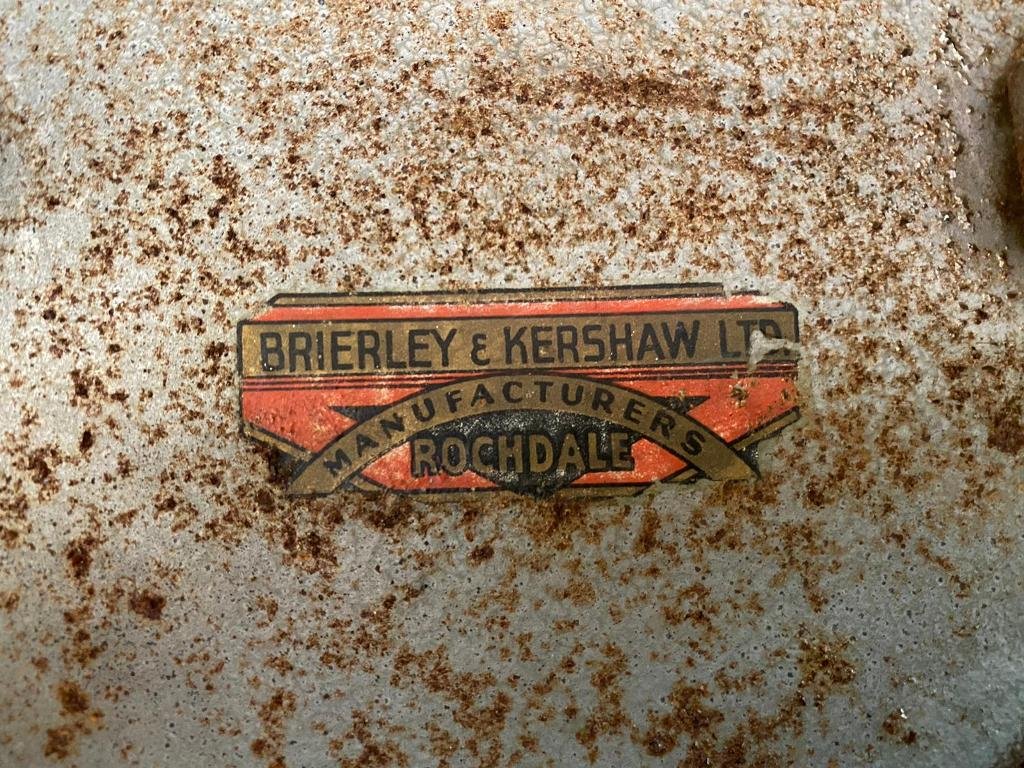 BRIERLEY & KERSHAW LTD.
MANUFACTURERS
ROCHDALE